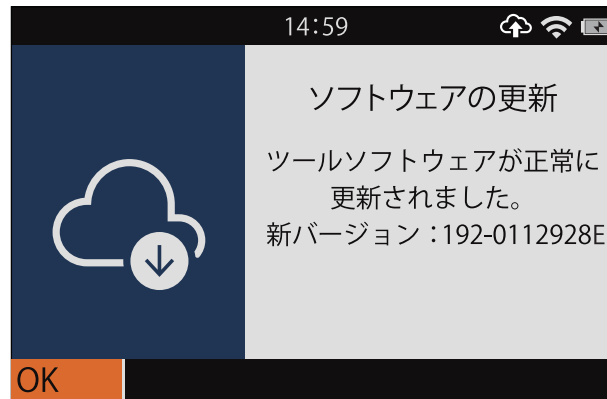 14:59
ソフトウェアの更新
ツールソフトウェアが正常に
更新されました。
新バージョン：192-0112928E
OK